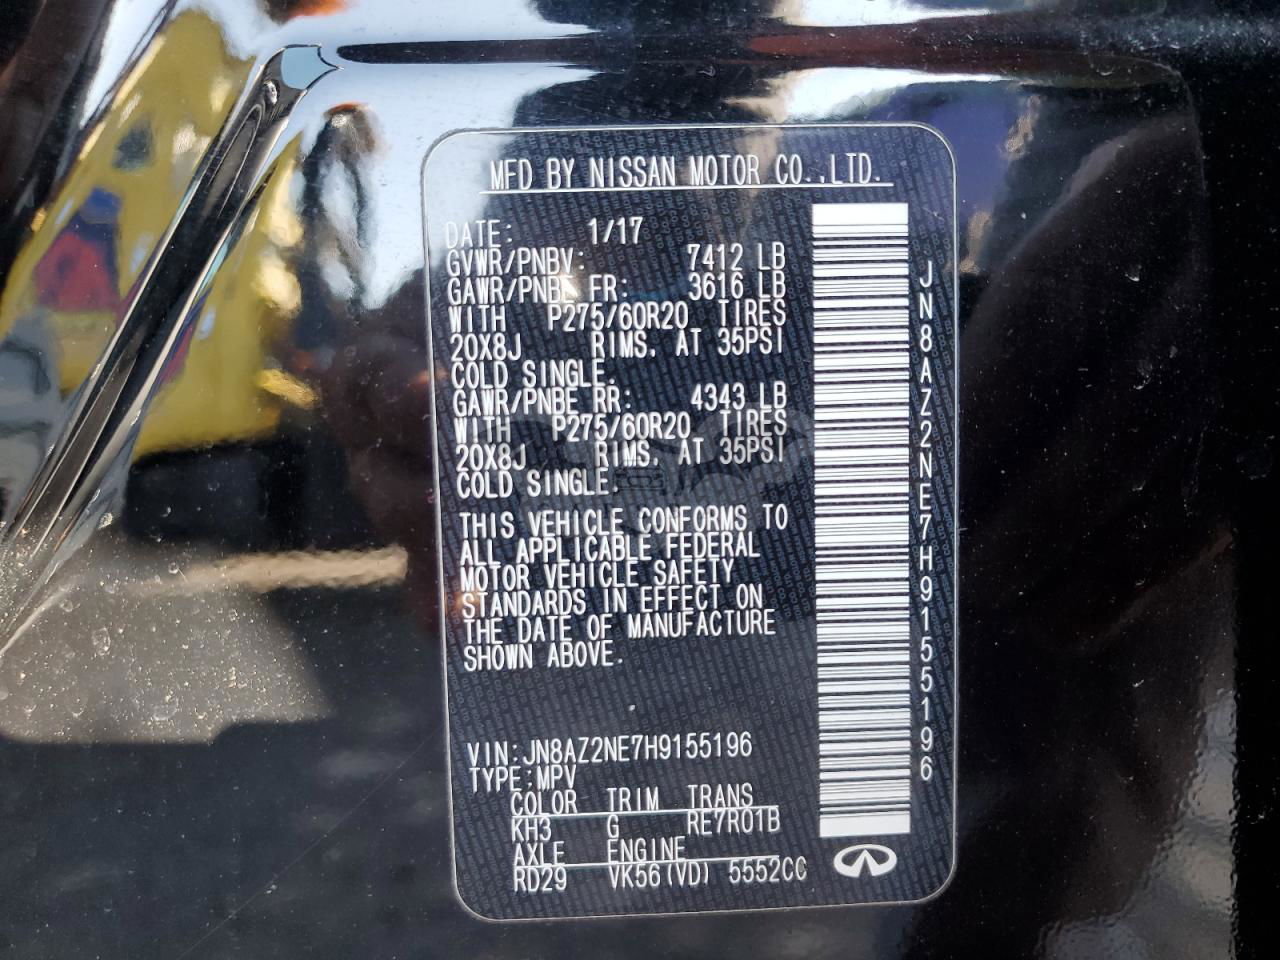 MFD BY NISSAN MOTOR CO.,LTD.
DATE: 1/17
GVWR/PNBV: 7412 LB
GAWR/PNBE FR: 3616 LB
WITH P275/60R20 TIRES
20X8J RIMS. AT 35PSI
COLD SINGLE.
GAWR/PNBE RR: 4343 LB
WITH P275/60R20 TIRES
20X8J RIMS. AT 35PSI
COLD SINGLE.
THIS VEHICLE CONFORMS TO
ALL APPLICABLE FEDERAL
MOTOR VEHICLE SAFETY
STANDARDS IN EFFECT ON
THE DATE OF MANUFACTURE
SHOWN ABOVE.
VIN:JN8AZ2NE7H9155196
TYPE:MPV
COLOR TRIM TRANS
KH3 G RE7R01B
AXLE ENGINE
RD29 VK56(VD) 5552CC
JN8AZ2NE7H9155196